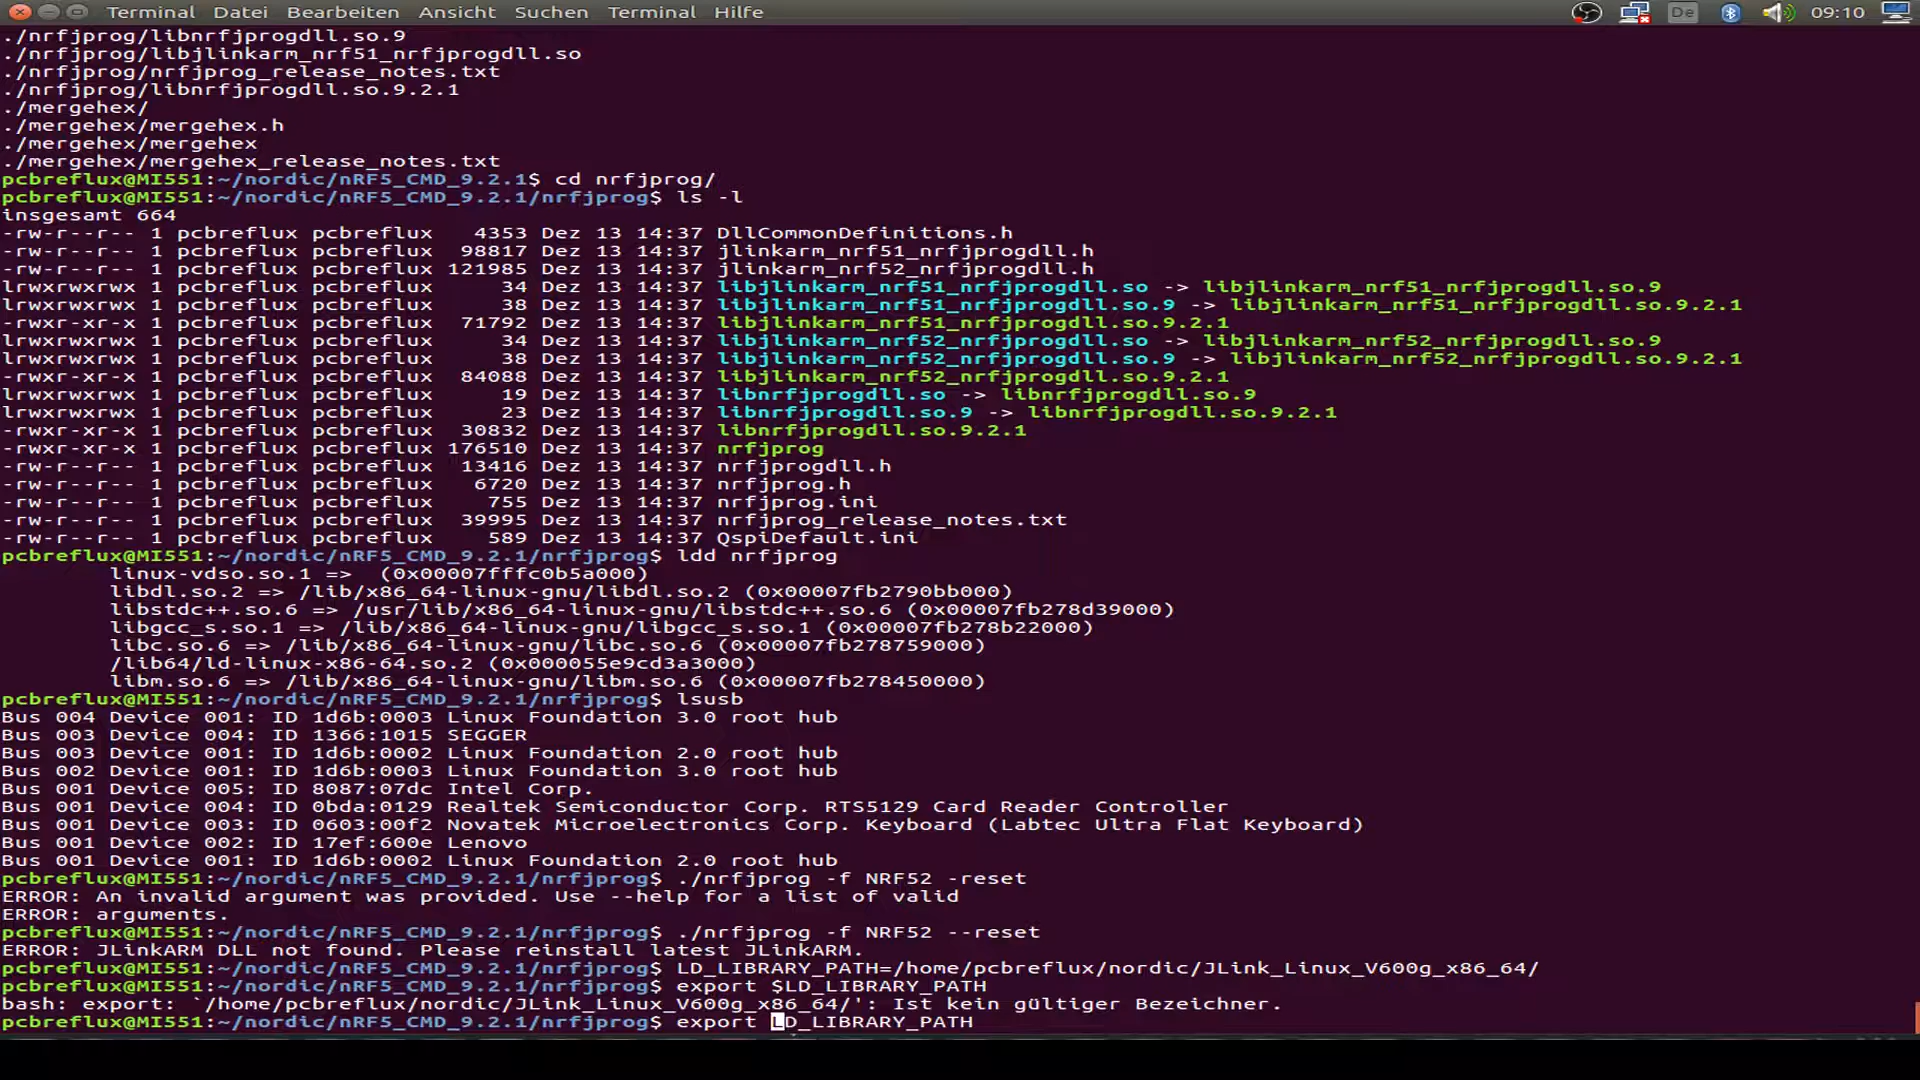 Terminal Datei Bearbeiten Ansicht Suchen Terminal Hilfe De 09:10
./nrfjprog/libnrfjprogdll.so.9
./nrfjprog/libjlinkarm_nrf51_nrfjprogdll.so
./nrfjprog/nrfjprog_release_notes.txt
./nrfjprog/libnrfjprogdll.so.9.2.1
./mergehex/
./mergehex/mergehex.h
./mergehex/mergehex
./mergehex/mergehex_release_notes.txt
pcbreflux@MI551:~/nordic/nRF5_CMD_9.2.1$ cd nrfjprog/
pcbreflux@MI551:~/nordic/nRF5_CMD_9.2.1/nrfjprog$ ls -l
insgesamt 664
-rw-r--r-- 1 pcbreflux pcbreflux   4353 Dez 13 14:37 DllCommonDefinitions.h
-rw-r--r-- 1 pcbreflux pcbreflux  98817 Dez 13 14:37 jlinkarm_nrf51_nrfjprogdll.h
-rw-r--r-- 1 pcbreflux pcbreflux 121985 Dez 13 14:37 jlinkarm_nrf52_nrfjprogdll.h
lrwxrwxrwx 1 pcbreflux pcbreflux     34 Dez 13 14:37 libjlinkarm_nrf51_nrfjprogdll.so -> libjlinkarm_nrf51_nrfjprogdll.so.9
lrwxrwxrwx 1 pcbreflux pcbreflux     38 Dez 13 14:37 libjlinkarm_nrf51_nrfjprogdll.so.9 -> libjlinkarm_nrf51_nrfjprogdll.so.9.2.1
-rwxr-xr-x 1 pcbreflux pcbreflux  71792 Dez 13 14:37 libjlinkarm_nrf51_nrfjprogdll.so.9.2.1
lrwxrwxrwx 1 pcbreflux pcbreflux     34 Dez 13 14:37 libjlinkarm_nrf52_nrfjprogdll.so -> libjlinkarm_nrf52_nrfjprogdll.so.9
lrwxrwxrwx 1 pcbreflux pcbreflux     38 Dez 13 14:37 libjlinkarm_nrf52_nrfjprogdll.so.9 -> libjlinkarm_nrf52_nrfjprogdll.so.9.2.1
-rwxr-xr-x 1 pcbreflux pcbreflux  84088 Dez 13 14:37 libjlinkarm_nrf52_nrfjprogdll.so.9.2.1
lrwxrwxrwx 1 pcbreflux pcbreflux     19 Dez 13 14:37 libnrfjprogdll.so -> libnrfjprogdll.so.9
lrwxrwxrwx 1 pcbreflux pcbreflux     23 Dez 13 14:37 libnrfjprogdll.so.9 -> libnrfjprogdll.so.9.2.1
-rwxr-xr-x 1 pcbreflux pcbreflux  30832 Dez 13 14:37 libnrfjprogdll.so.9.2.1
-rwxr-xr-x 1 pcbreflux pcbreflux 176510 Dez 13 14:37 nrfjprog
-rw-r--r-- 1 pcbreflux pcbreflux  13416 Dez 13 14:37 nrfjprogdll.h
-rw-r--r-- 1 pcbreflux pcbreflux   6720 Dez 13 14:37 nrfjprog.h
-rw-r--r-- 1 pcbreflux pcbreflux    755 Dez 13 14:37 nrfjprog.ini
-rw-r--r-- 1 pcbreflux pcbreflux  39995 Dez 13 14:37 nrfjprog_release_notes.txt
-rw-r--r-- 1 pcbreflux pcbreflux    589 Dez 13 14:37 QspiDefault.ini
pcbreflux@MI551:~/nordic/nRF5_CMD_9.2.1/nrfjprog$ ldd nrfjprog
linux-vdso.so.1 =>  (0x00007fffc0b5a000)
libdl.so.2 => /lib/x86_64-linux-gnu/libdl.so.2 (0x00007fb2790bb000)
libstdc++.so.6 => /usr/lib/x86_64-linux-gnu/libstdc++.so.6 (0x00007fb278d39000)
libgcc_s.so.1 => /lib/x86_64-linux-gnu/libgcc_s.so.1 (0x00007fb278b22000)
libc.so.6 => /lib/x86_64-linux-gnu/libc.so.6 (0x00007fb278759000)
/lib64/ld-linux-x86-64.so.2 (0x000055e9cd3a3000)
libm.so.6 => /lib/x86_64-linux-gnu/libm.so.6 (0x00007fb278450000)
pcbreflux@MI551:~/nordic/nRF5_CMD_9.2.1/nrfjprog$ lsusb
Bus 004 Device 001: ID 1d6b:0003 Linux Foundation 3.0 root hub
Bus 003 Device 004: ID 1366:1015 SEGGER
Bus 003 Device 001: ID 1d6b:0002 Linux Foundation 2.0 root hub
Bus 002 Device 001: ID 1d6b:0003 Linux Foundation 3.0 root hub
Bus 001 Device 005: ID 8087:07dc Intel Corp.
Bus 001 Device 004: ID 0bda:0129 Realtek Semiconductor Corp. RTS5129 Card Reader Controller
Bus 001 Device 003: ID 0603:00f2 Novatek Microelectronics Corp. Keyboard (Labtec Ultra Flat Keyboard)
Bus 001 Device 002: ID 17ef:600e Lenovo
Bus 001 Device 001: ID 1d6b:0002 Linux Foundation 2.0 root hub
pcbreflux@MI551:~/nordic/nRF5_CMD_9.2.1/nrfjprog$ ./nrfjprog -f NRF52 -reset
ERROR: An invalid argument was provided. Use --help for a list of valid
ERROR: arguments.
pcbreflux@MI551:~/nordic/nRF5_CMD_9.2.1/nrfjprog$ ./nrfjprog -f NRF52 --reset
ERROR: JLinkARM DLL not found. Please reinstall latest JLinkARM.
pcbreflux@MI551:~/nordic/nRF5_CMD_9.2.1/nrfjprog$ LD_LIBRARY_PATH=/home/pcbreflux/nordic/JLink_Linux_V600g_x86_64/
pcbreflux@MI551:~/nordic/nRF5_CMD_9.2.1/nrfjprog$ export $LD_LIBRARY_PATH
bash: export: `/home/pcbreflux/nordic/JLink_Linux_V600g_x86_64/': Ist kein gültiger Bezeichner.
pcbreflux@MI551:~/nordic/nRF5_CMD_9.2.1/nrfjprog$ export LD_LIBRARY_PATH